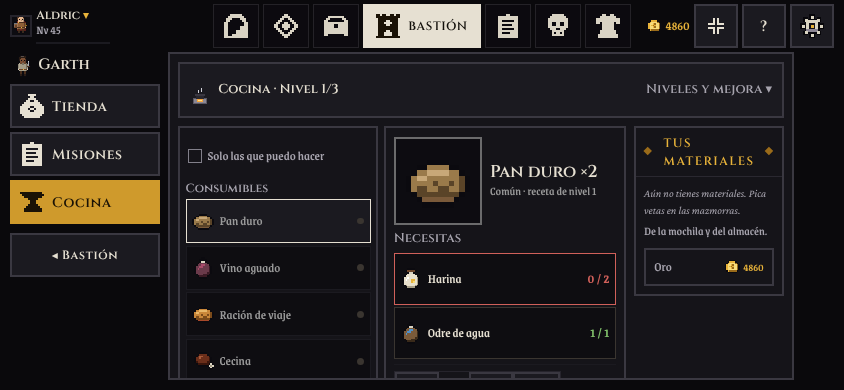 Aldric ▾
Nv 45
Bastión
4860
?
Garth
Tienda
Misiones
Cocina
◂ Bastión
Cocina · Nivel 1/3
Niveles y mejora ▾
Solo las que puedo hacer
Consumibles
Pan duro
Vino aguado
Ración de viaje
Cecina
Pan duro ×2
Común · receta de nivel 1
Necesitas
Harina
0 / 2
Odre de agua
1 / 1
Tus
materiales
Aún no tienes materiales. Pica
vetas en las mazmorras.
De la mochila y del almacén.
Oro
4860